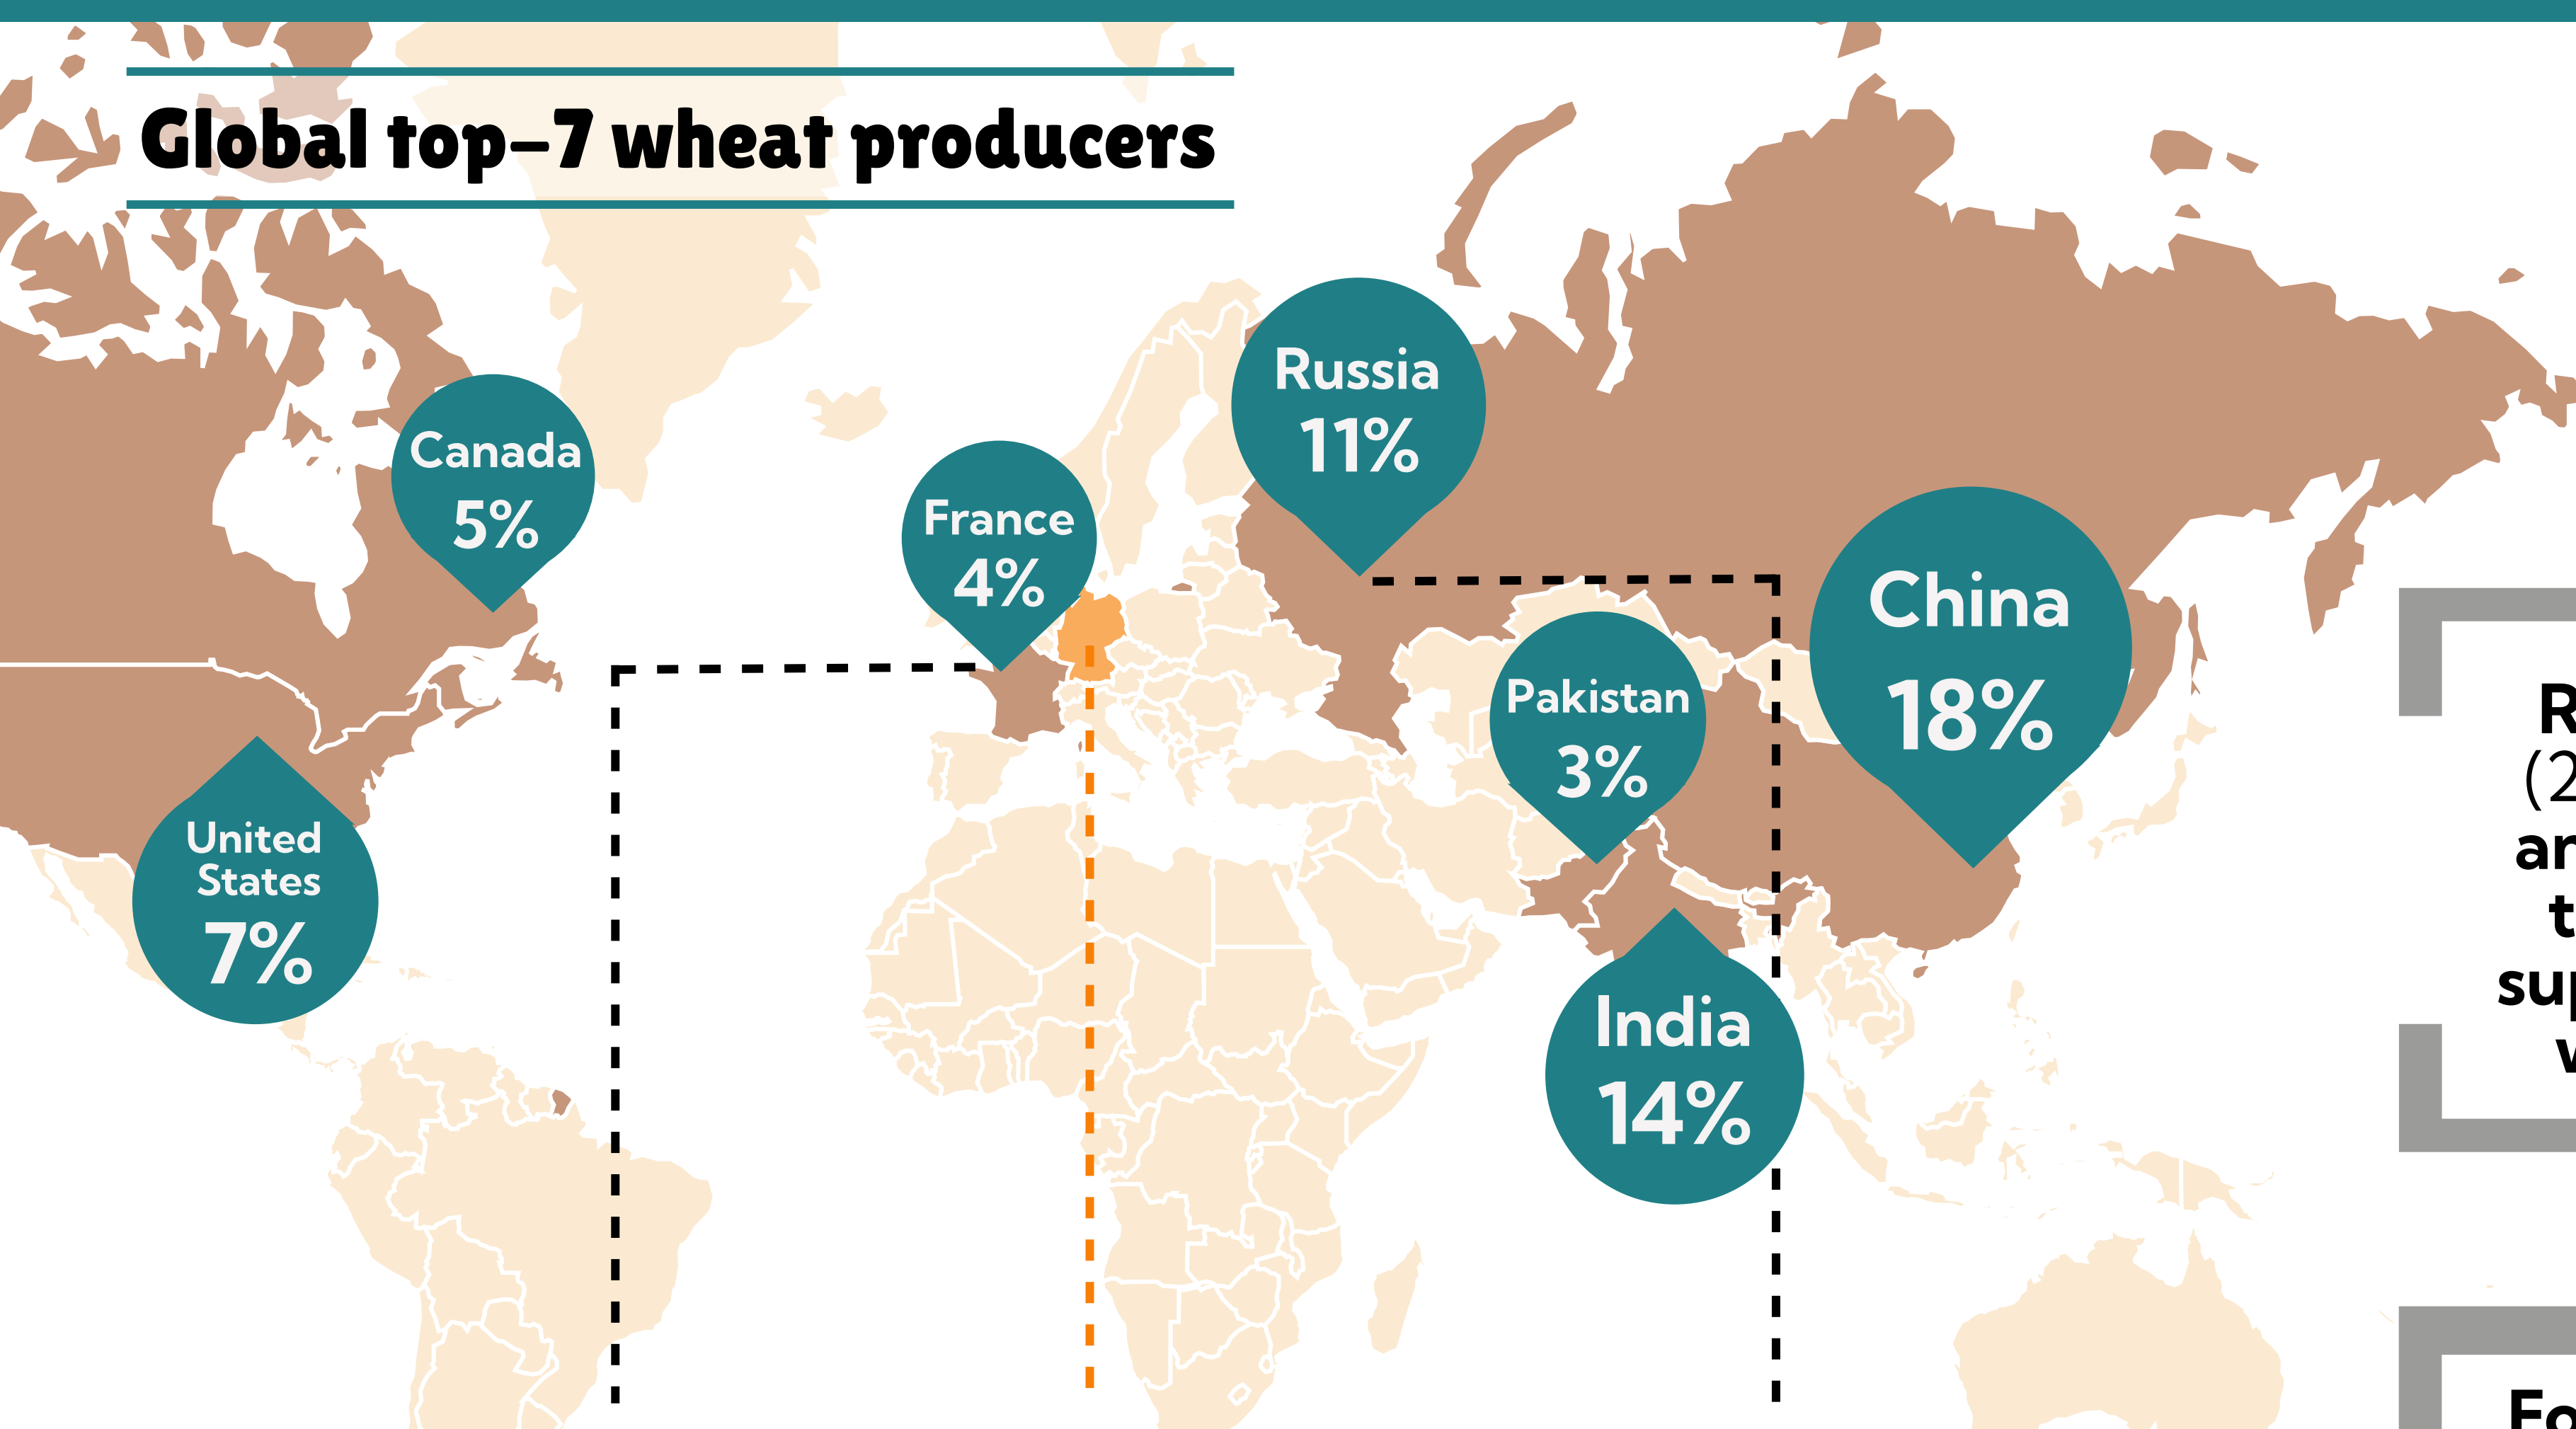 Global top-7 wheat producers
Russia
11%
Canada
5%
France
4%
China
18%
Pakistan
3%
United
States
7%
India
14%
(2